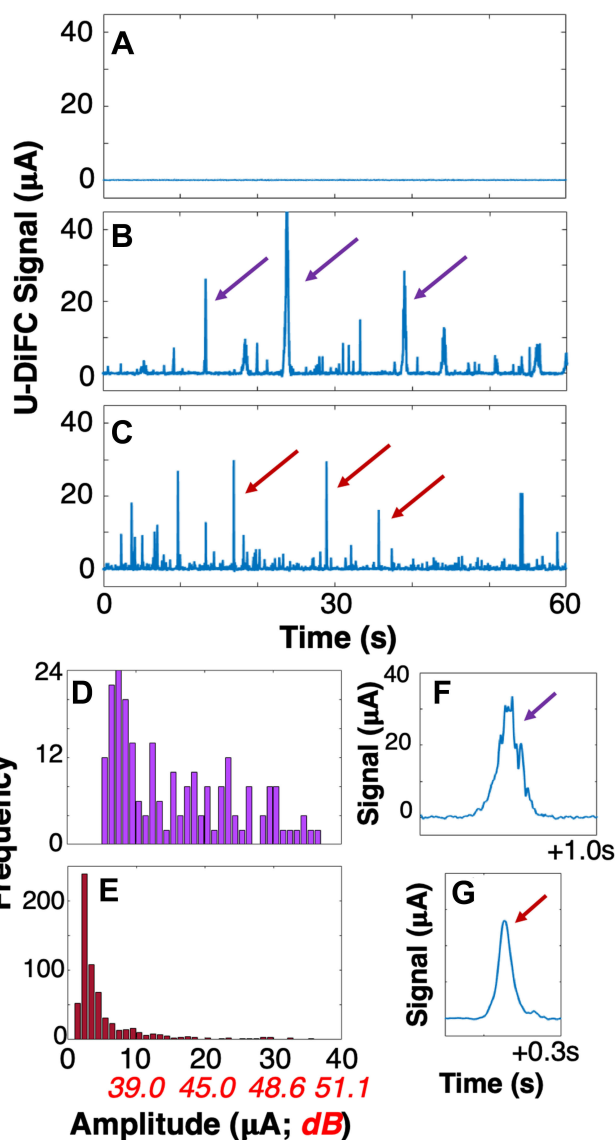 A
40
20
0
B
40
20
0
C
40
20
0
0 30 60
Time (s)
U-DiFC Signal (μA)
D
24
12
0
E
200
100
0
0 10 20 30 40
39.0 45.0 48.6 51.1
Amplitude (μA; dB)
Frequency
F
40
20
0
Signal (μA)
+1.0s
G
Signal (μA)
+0.3s
Time (s)